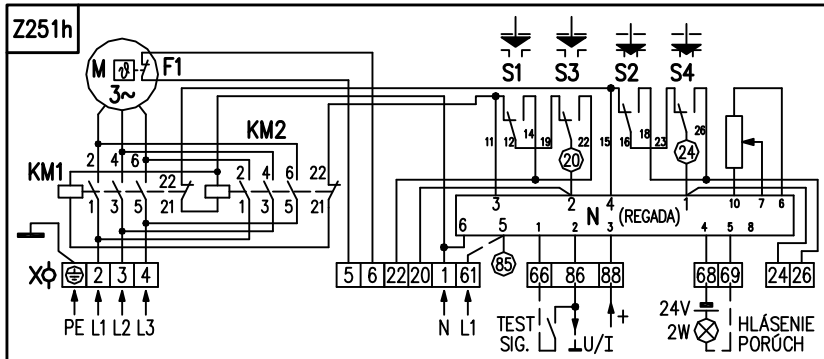 Z251h
M ϑ F1
3~
S1 S3 S2 S4
KM2
KM1
2 4 6 22 2 4 6 22
1 3 5 21 1 3 5 21
11 12 14 19 22 15 16 18 23 26
20 24
3 2 4 1 10 7 6
N (REGADA)
6 5 1 2 3 4 5 8
85
X
2 3 4 5 6 22 20 1 61 66 86 88 68 69 24 26
PE L1 L2 L3 N L1
TEST
SIG.
U/I
+
24V
2W
HLÁSENIE
PORÚCH